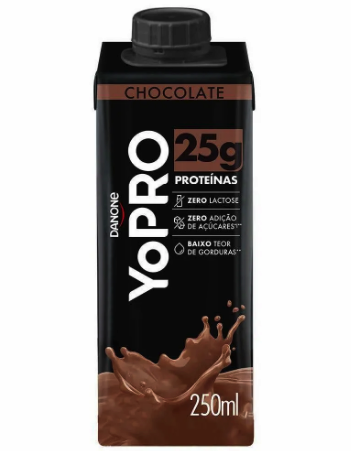 CHOCOLATE
DANONE
YoPRO
25g
PROTEÍNAS
ZERO LACTOSE
ZERO ADIÇÃO
DE AÇÚCARES**
BAIXO TEOR
DE GORDURAS**
250ml